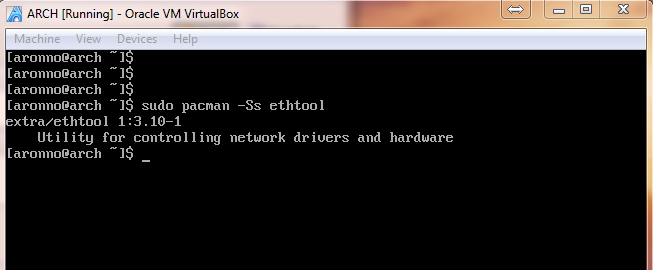 ARCH [Running] - Oracle VM VirtualBox
Machine View Devices Help
[aronno@arch ~]$
[aronno@arch ~]$
[aronno@arch ~]$
[aronno@arch ~]$ sudo pacman -Ss ethtool
extra/ethtool 1:3.10-1
    Utility for controlling network drivers and hardware
[aronno@arch ~]$ _